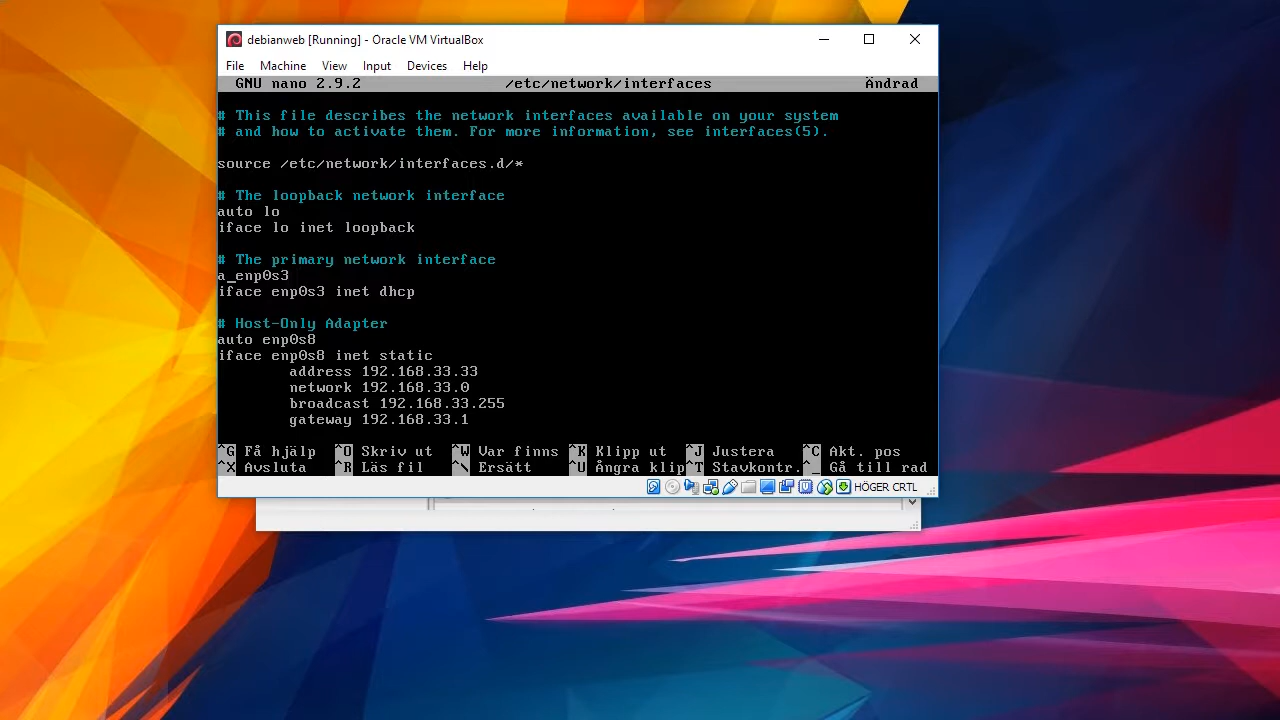 debianweb [Running] - Oracle VM VirtualBox
File Machine View Input Devices Help
GNU nano 2.9.2 /etc/network/interfaces Ändrad
# This file describes the network interfaces available on your system
# and how to activate them. For more information, see interfaces(5).
source /etc/network/interfaces.d/*
# The loopback network interface
auto lo
iface lo inet loopback
# The primary network interface
a_enp0s3
iface enp0s3 inet dhcp
# Host-Only Adapter
auto enp0s8
iface enp0s8 inet static
address 192.168.33.33
network 192.168.33.0
broadcast 192.168.33.255
gateway 192.168.33.1
^G Få hjälp ^O Skriv ut ^W Var finns ^K Klipp ut ^J Justera ^C Akt. pos
^X Avsluta ^R Läs fil ^\ Ersätt ^U Ångra klip ^T Stavkontr. ^_ Gå till rad
HÖGER CRTL